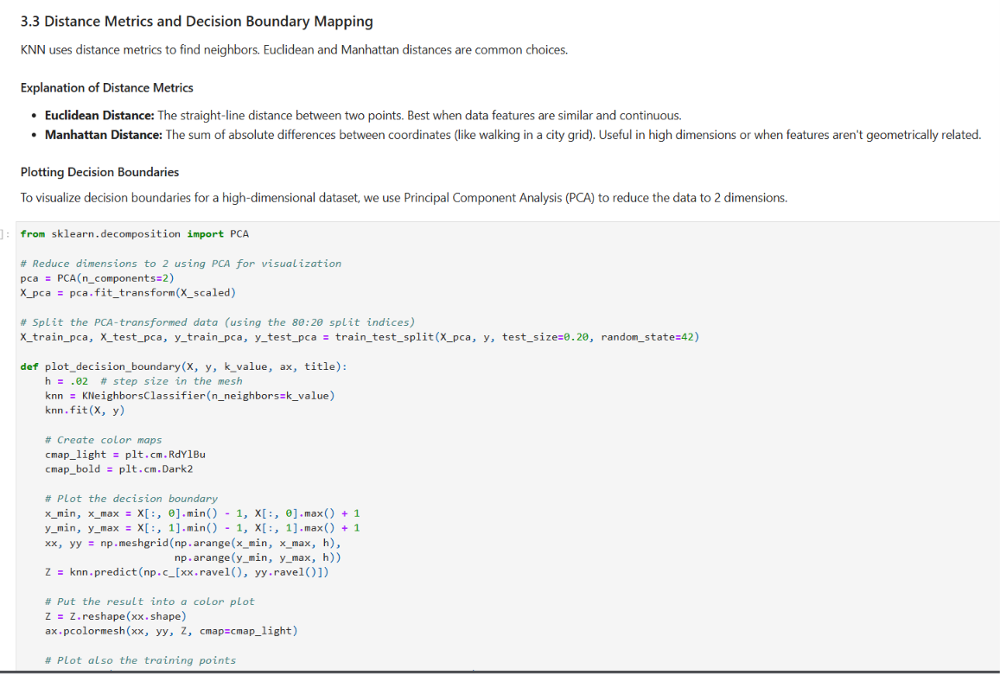 3.3 Distance Metrics and Decision Boundary Mapping
KNN uses distance metrics to find neighbors. Euclidean and Manhattan distances are common choices.
Explanation of Distance Metrics
• Euclidean Distance: The straight-line distance between two points. Best when data features are similar and continuous.
• Manhattan Distance: The sum of absolute differences between coordinates (like walking in a city grid). Useful in high dimensions or when features aren't geometrically related.
Plotting Decision Boundaries
To visualize decision boundaries for a high-dimensional dataset, we use Principal Component Analysis (PCA) to reduce the data to 2 dimensions.
]: from sklearn.decomposition import PCA
# Reduce dimensions to 2 using PCA for visualization
pca = PCA(n_components=2)
X_pca = pca.fit_transform(X_scaled)
# Split the PCA-transformed data (using the 80:20 split indices)
X_train_pca, X_test_pca, y_train_pca, y_test_pca = train_test_split(X_pca, y, test_size=0.20, random_state=42)
def plot_decision_boundary(X, y, k_value, ax, title):
    h = .02  # step size in the mesh
    knn = KNeighborsClassifier(n_neighbors=k_value)
    knn.fit(X, y)
    # Create color maps
    cmap_light = plt.cm.RdYlBu
    cmap_bold = plt.cm.Dark2
    # Plot the decision boundary
    x_min, x_max = X[:, 0].min() - 1, X[:, 0].max() + 1
    y_min, y_max = X[:, 1].min() - 1, X[:, 1].max() + 1
    xx, yy = np.meshgrid(np.arange(x_min, x_max, h),
                         np.arange(y_min, y_max, h))
    Z = knn.predict(np.c_[xx.ravel(), yy.ravel()])
    # Put the result into a color plot
    Z = Z.reshape(xx.shape)
    ax.pcolormesh(xx, yy, Z, cmap=cmap_light)
    # Plot also the training points